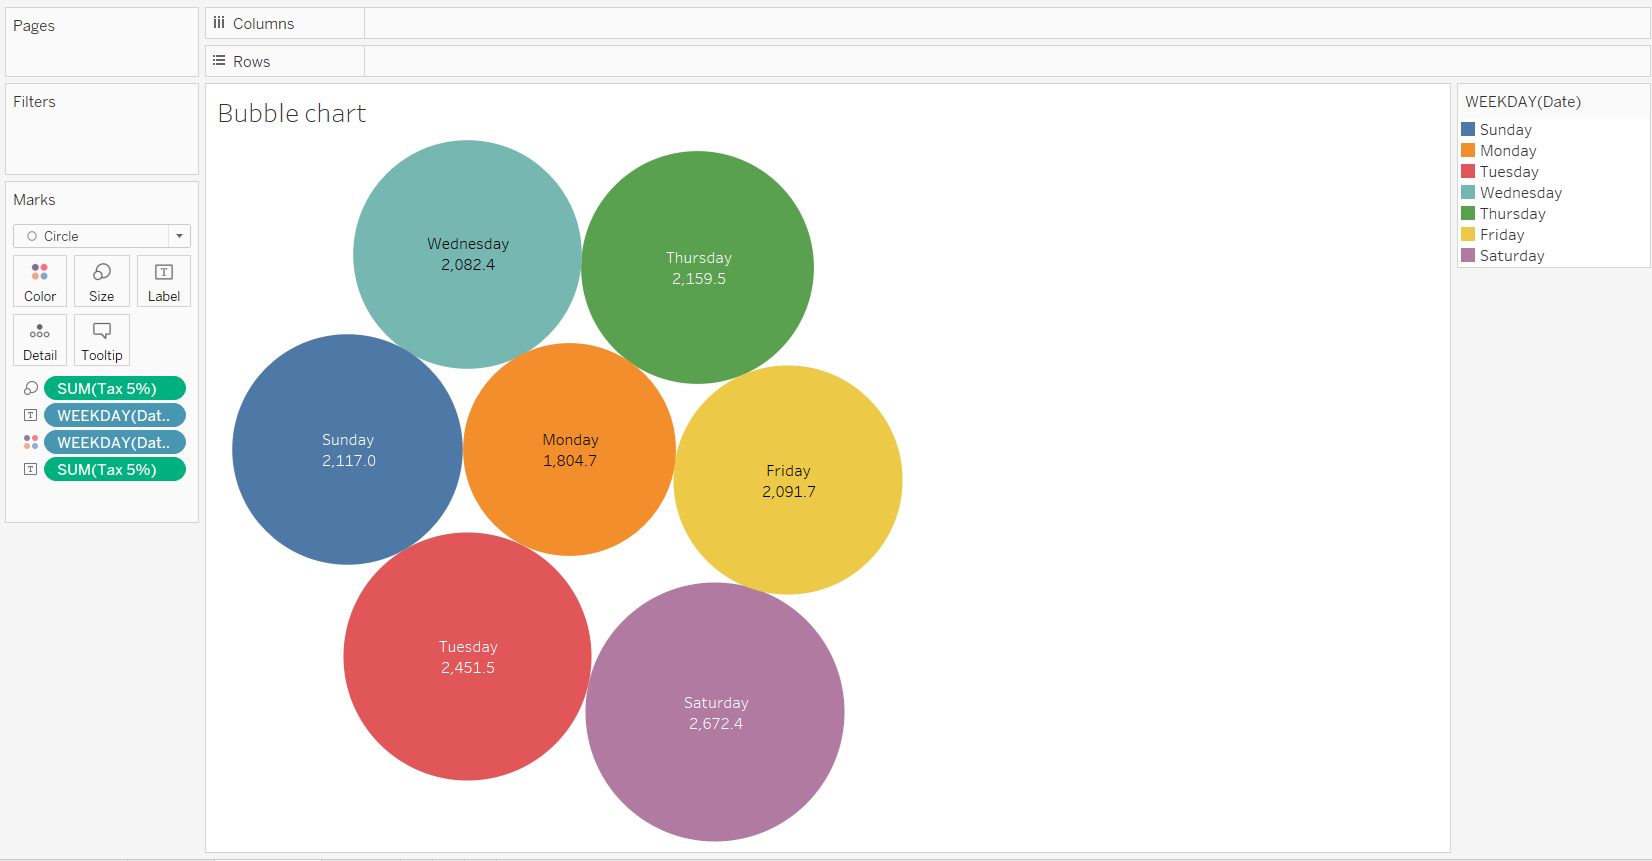 Pages
Columns
Rows
Filters
Marks
Circle
Color
Size
Label
Detail
Tooltip
SUM(Tax 5%)
WEEKDAY(Dat..
WEEKDAY(Dat..
SUM(Tax 5%)
Bubble chart
Wednesday
2,082.4
Thursday
2,159.5
Sunday
2,117.0
Monday
1,804.7
Friday
2,091.7
Tuesday
2,451.5
Saturday
2,672.4
WEEKDAY(Date)
Sunday
Monday
Tuesday
Wednesday
Thursday
Friday
Saturday